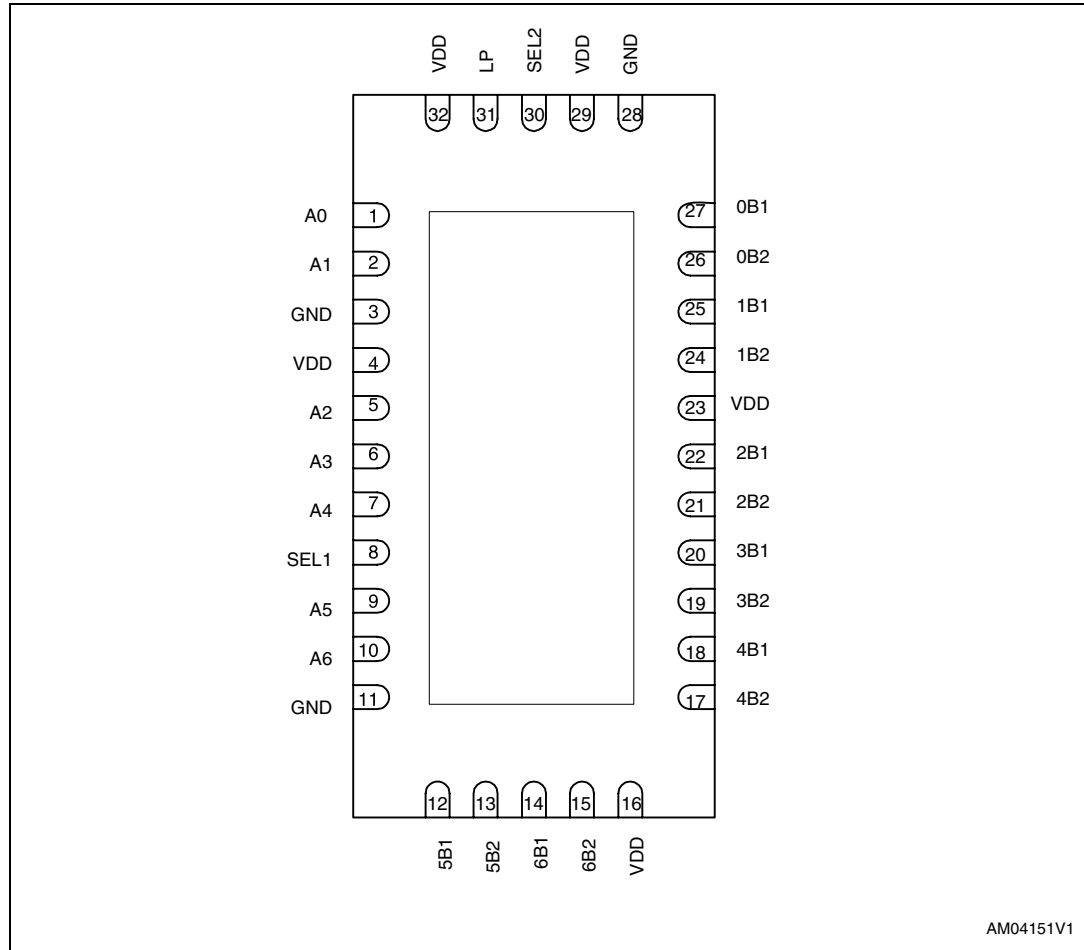 VDD
LP
SEL2
VDD
GND
32
31
30
29
28
A0
1
27
0B1
A1
2
26
0B2
GND
3
25
1B1
VDD
4
24
1B2
A2
5
23
VDD
A3
6
22
2B1
A4
7
21
2B2
SEL1
8
20
3B1
A5
9
19
3B2
A6
10
18
4B1
GND
11
17
4B2
12
13
14
15
16
5B1
5B2
6B1
6B2
VDD
AM04151V1